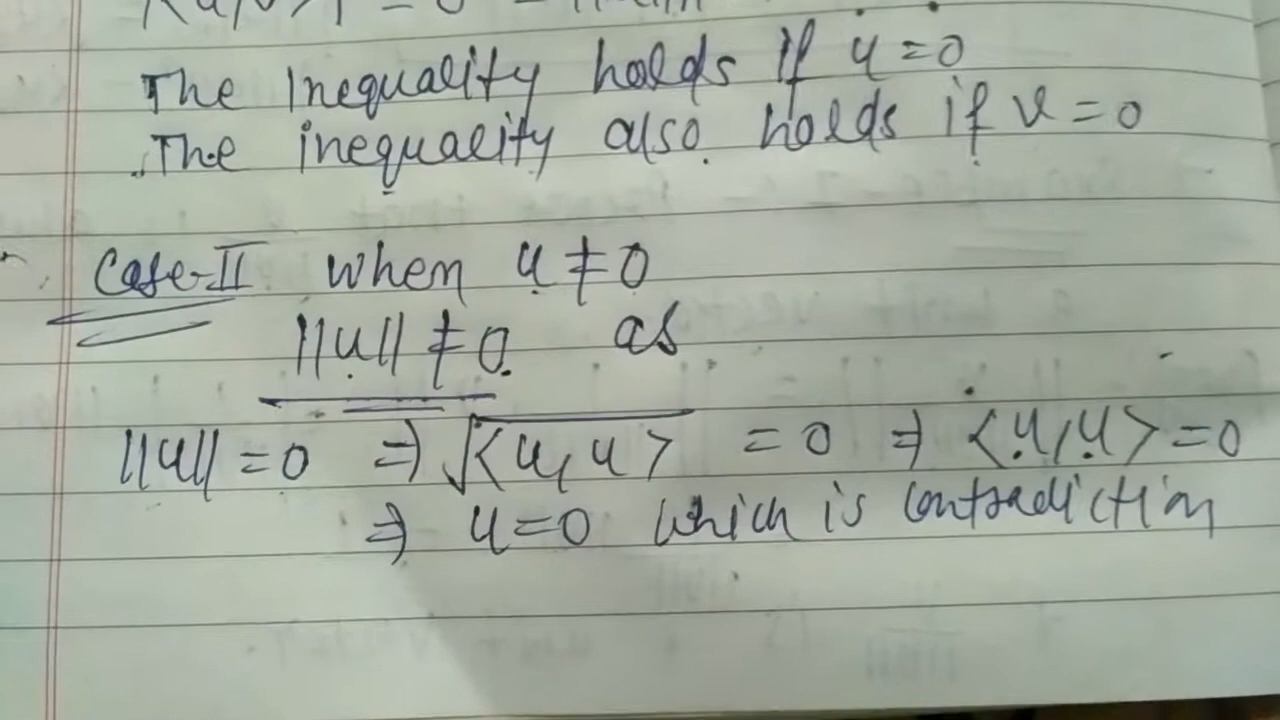 The Inequality holds if u = 0
The inequality also holds if v = 0
Case-II When u ≠ 0
||u|| ≠ 0 as
||u|| = 0 ⇒ √<u, u> = 0 ⇒ <u, u> = 0
⇒ u = 0 which is contradiction